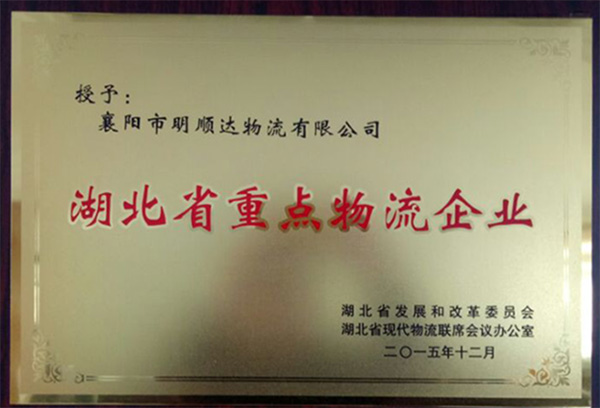 授予：
襄阳市明顺达物流有限公司
湖北省重点物流企业
湖北省发展和改革委员会
湖北省现代物流联席会议办公室
二〇一五年十二月